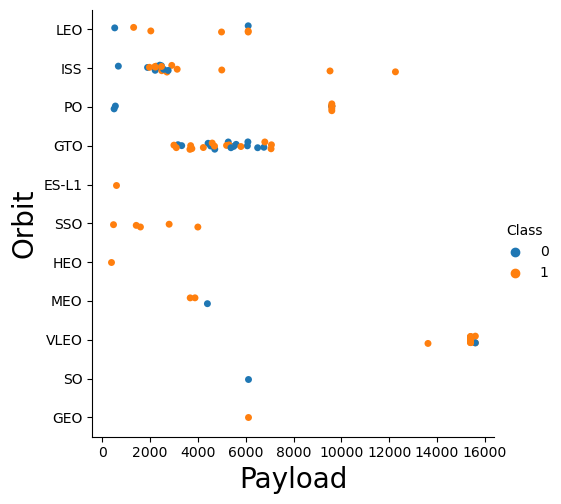 LEO
ISS
PO
GTO
ES-L1
SSO
HEO
MEO
VLEO
SO
GEO
Orbit
0 2000 4000 6000 8000 10000 12000 14000 16000
Payload
Class
0
1